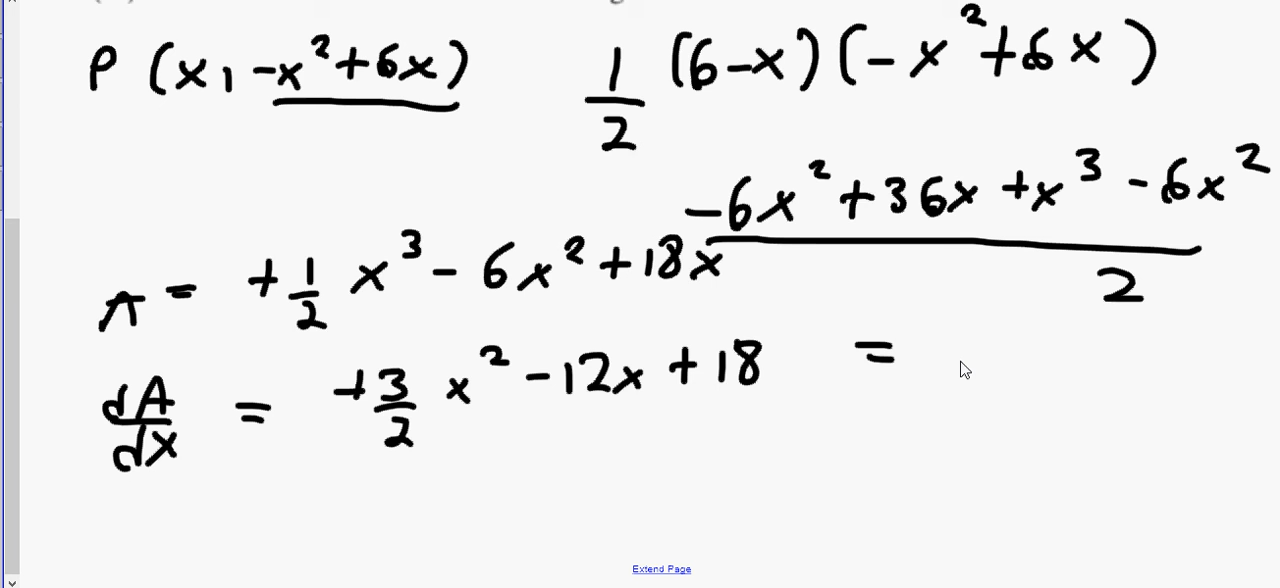 P (x, -x²+6x)
1/2 (6-x)(-x²+6x)
(-6x²+36x+x³-6x²)/2
A = +1/2 x³ - 6x² + 18x
dA/dx = +3/2 x² - 12x + 18 =
Extend Page